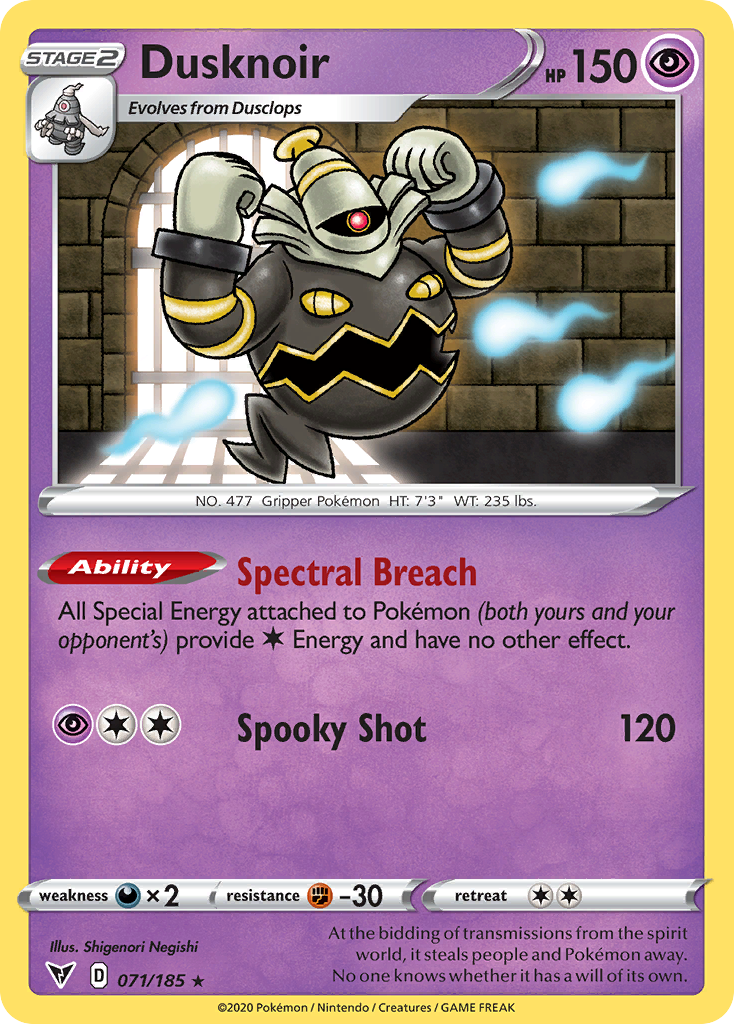 STAGE 2
Dusknoir
HP 150
Evolves from Dusclops
NO. 477 Gripper Pokémon HT: 7'3" WT: 235 lbs.
Ability Spectral Breach
All Special Energy attached to Pokémon (both yours and your
opponent's) provide Energy and have no other effect.
Spooky Shot 120
weakness ×2 resistance -30 retreat
Illus. Shigenori Negishi
At the bidding of transmissions from the spirit
world, it steals people and Pokémon away.
No one knows whether it has a will of its own.
D 071/185 ★
©2020 Pokémon / Nintendo / Creatures / GAME FREAK